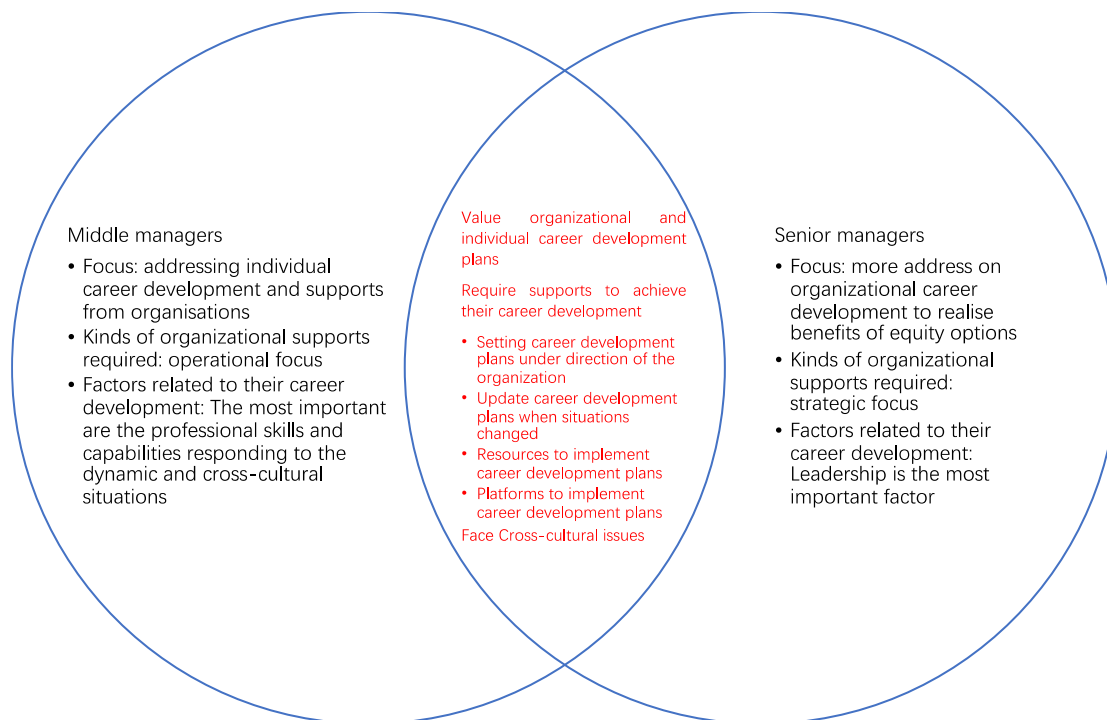 Middle managers
• Focus: addressing individual
career development and supports
from organisations
• Kinds of organizational supports
required: operational focus
• Factors related to their career
development: The most important
are the professional skills and
capabilities responding to the
dynamic and cross-cultural
situations
Value organizational and
individual career development
plans
Require supports to achieve
their career development
• Setting career development
plans under direction of the
organization
• Update career development
plans when situations
changed
• Resources to implement
career development plans
• Platforms to implement
career development plans
Face Cross-cultural issues
Senior managers
• Focus: more address on
organizational career
development to realise
benefits of equity options
• Kinds of organizational
supports required:
strategic focus
• Factors related to their
career development:
Leadership is the most
important factor